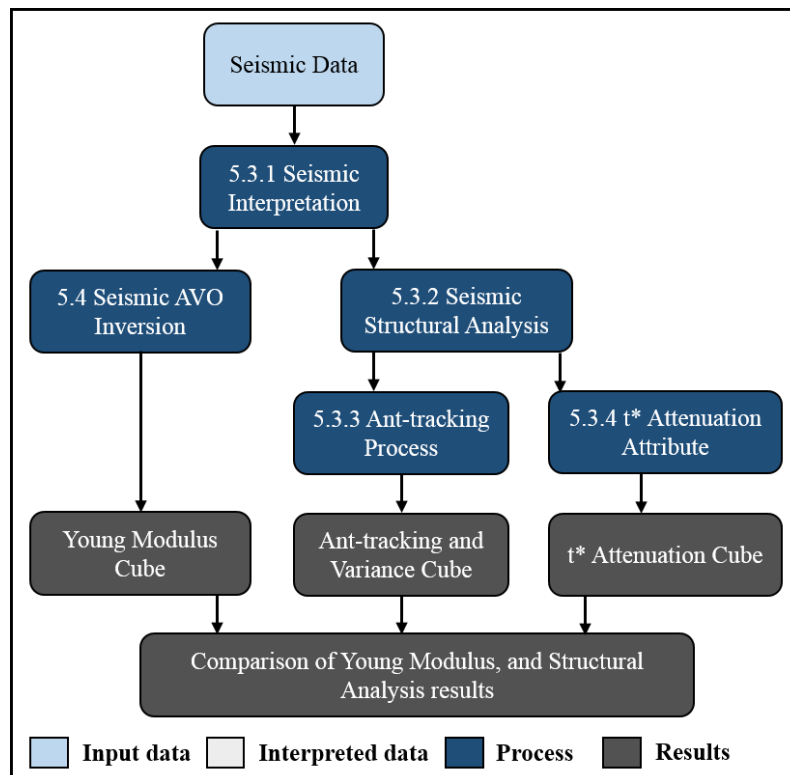 Seismic Data
5.3.1 Seismic
Interpretation
5.4 Seismic AVO
Inversion
5.3.2 Seismic
Structural Analysis
5.3.3 Ant-tracking
Process
5.3.4 t* Attenuation
Attribute
Young Modulus
Cube
Ant-tracking and
Variance Cube
t* Attenuation Cube
Comparison of Young Modulus, and Structural
Analysis results
Input data
Interpreted data
Process
Results